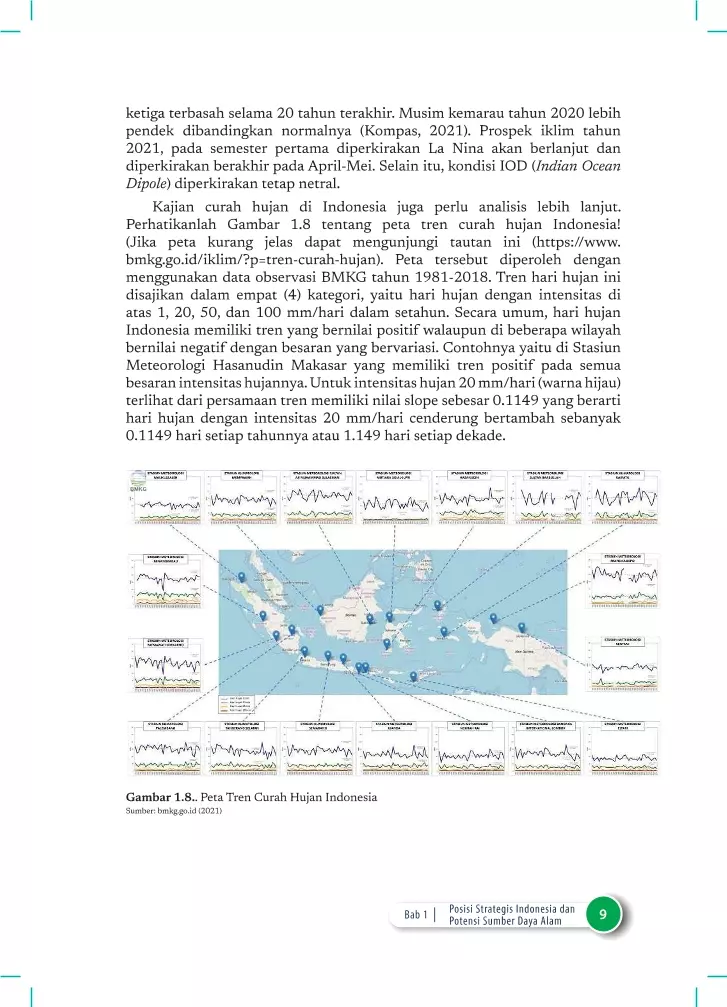 ketiga terbasah selama 20 tahun terakhir. Musim kemarau tahun 2020 lebih
pendek dibandingkan normalnya (Kompas, 2021). Prospek iklim tahun
2021, pada semester pertama diperkirakan La Nina akan berlanjut dan
diperkirakan berakhir pada April-Mei. Selain itu, kondisi IOD (Indian Ocean
Dipole) diperkirakan tetap netral.
Kajian curah hujan di Indonesia juga perlu analisis lebih lanjut.
Perhatikanlah Gambar 1.8 tentang peta tren curah hujan Indonesia!
(Jika peta kurang jelas dapat mengunjungi tautan ini (https://www.
bmkg.go.id/iklim/?p=tren-curah-hujan). Peta tersebut diperoleh dengan
menggunakan data observasi BMKG tahun 1981-2018. Tren hari hujan ini
disajikan dalam empat (4) kategori, yaitu hari hujan dengan intensitas di
atas 1, 20, 50, dan 100 mm/hari dalam setahun. Secara umum, hari hujan
Indonesia memiliki tren yang bernilai positif walaupun di beberapa wilayah
bernilai negatif dengan besaran yang bervariasi. Contohnya yaitu di Stasiun
Meteorologi Hasanudin Makasar yang memiliki tren positif pada semua
besaran intensitas hujannya. Untuk intensitas hujan 20 mm/hari (warna hijau)
terlihat dari persamaan tren memiliki nilai slope sebesar 0.1149 yang berarti
hari hujan dengan intensitas 20 mm/hari cenderung bertambah sebanyak
0.1149 hari setiap tahunnya atau 1.149 hari setiap dekade.
BMKG
Gambar 1.8.. Peta Tren Curah Hujan Indonesia
Sumber: bmkg.go.id (2021)
Bab 1 | Posisi Strategis Indonesia dan
Potensi Sumber Daya Alam
9